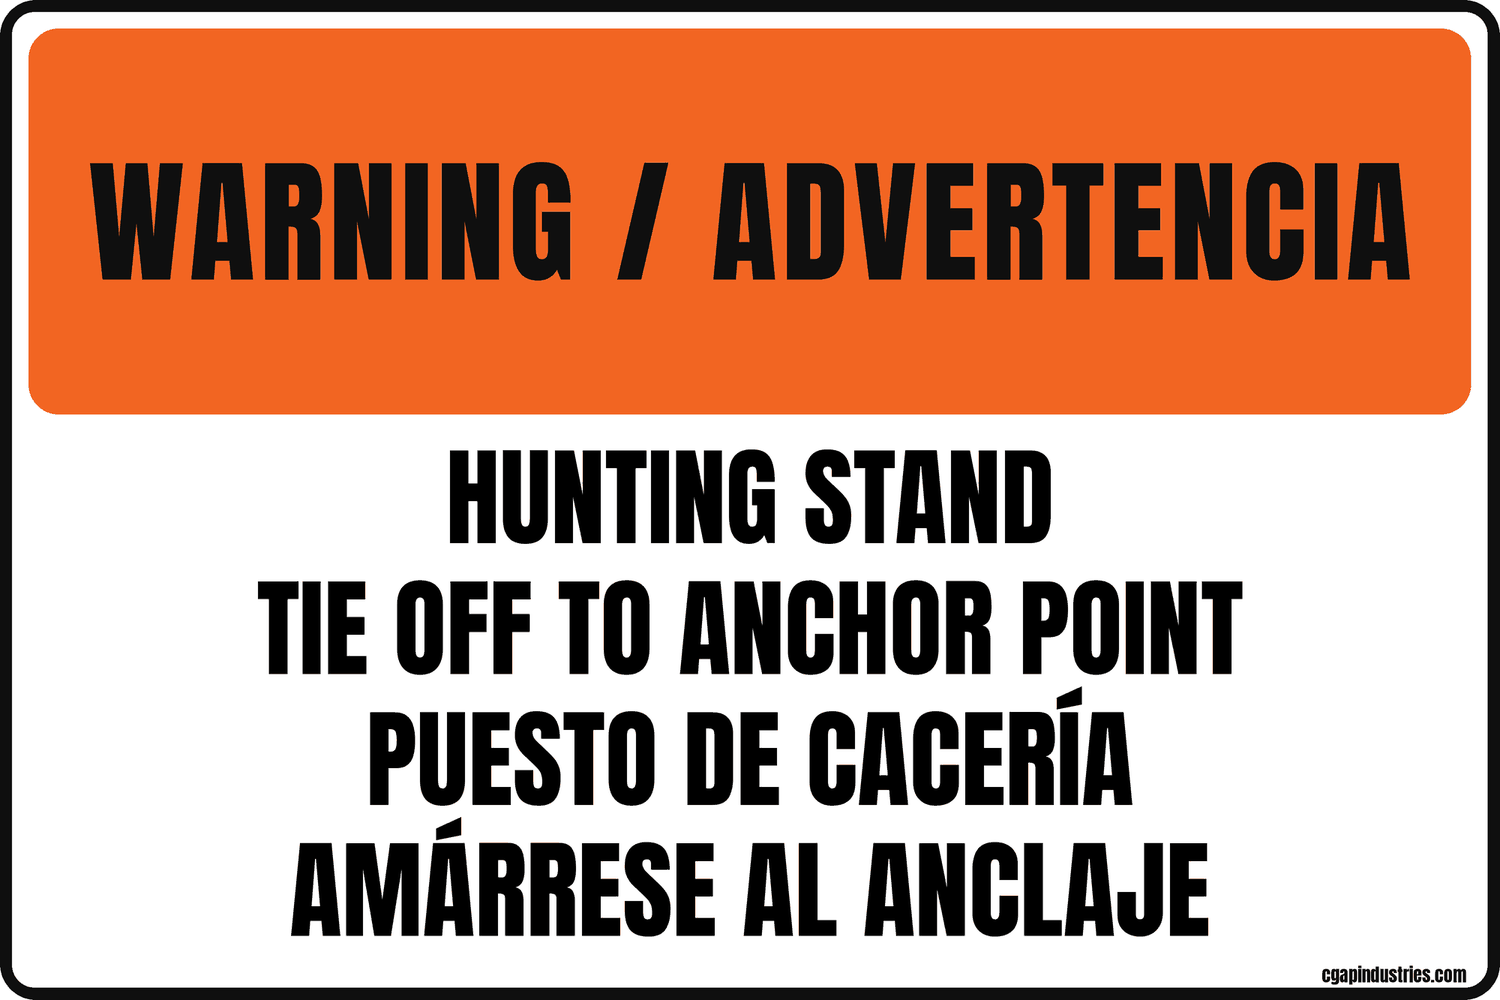 WARNING / ADVERTENCIA
HUNTING STAND
TIE OFF TO ANCHOR POINT
PUESTO DE CACERÍA
AMÁRRESE AL ANCLAJE
cgapindustries.com